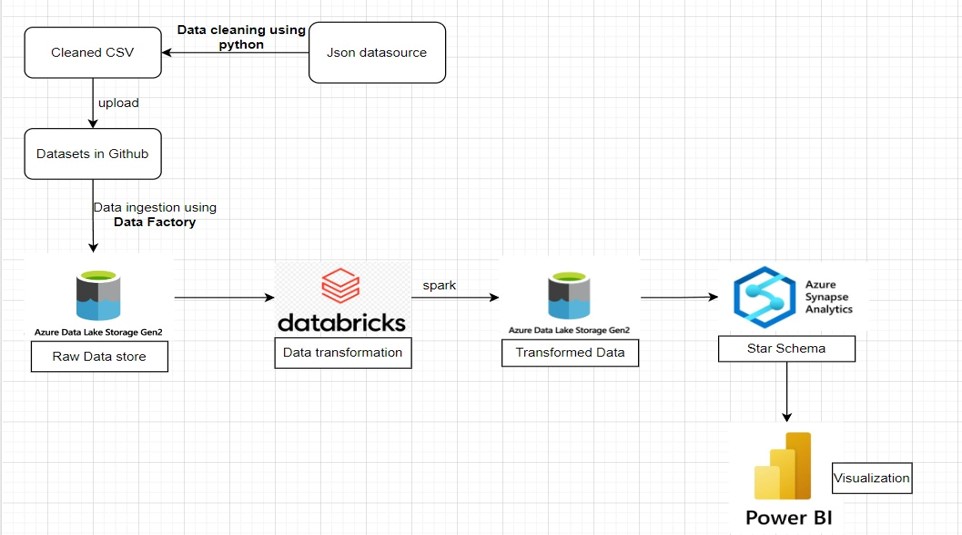 Data cleaning using
python
Cleaned CSV
Json datasource
upload
Datasets in Github
Data ingestion using
Data Factory
spark
Azure
Synapse
Analytics
databricks
Azure Data Lake Storage Gen2
Azure Data Lake Storage Gen2
Raw Data store
Data transformation
Transformed Data
Star Schema
Visualization
Power BI